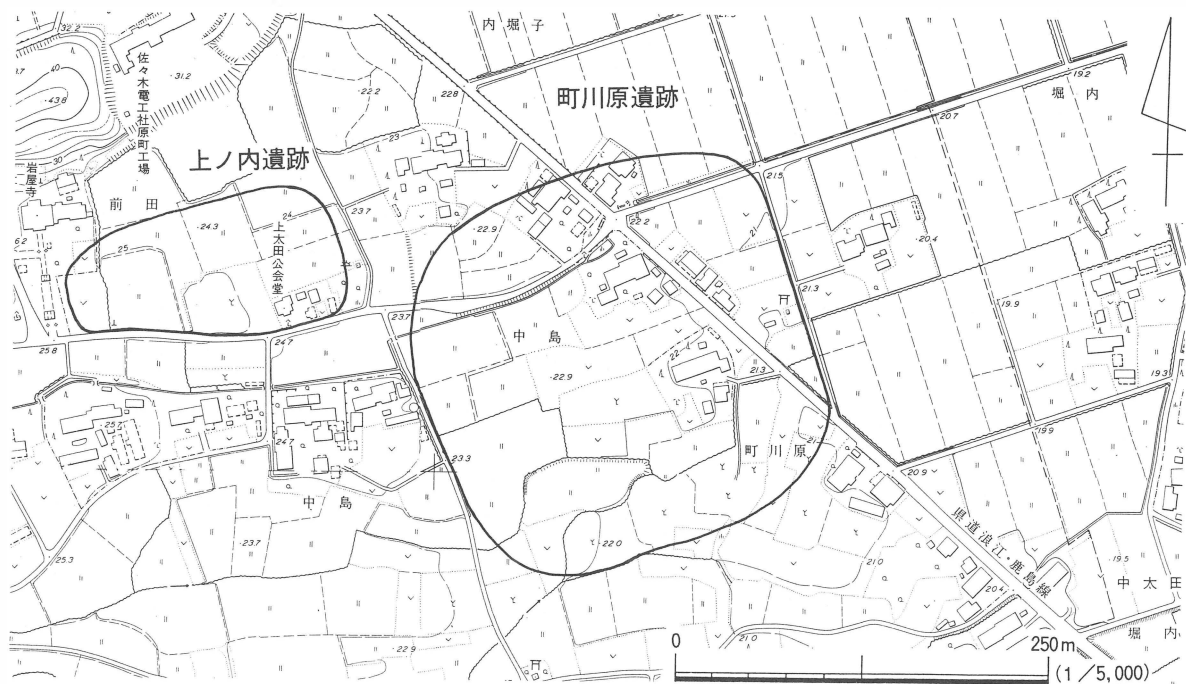 内堀子
町川原遺跡
上ノ内遺跡
佐々木電工社原町工場
岩屋寺
前田
上太田公会堂
堀内
中島
町川原
中島
県道浪江・鹿島線
中太田
堀内
32.2
40
43.8
31.2
30
22.2
22.8
23
21.5
19.2
20.7
24
23.7
24.3
25
22.9
22.2
21.5
20.4
21.3
19.9
23.7
25.8
24.7
22.9
22
21.3
19.3
25.7
24.7
23.3
19.9
20.9
23.7
25.3
22.0
21.0
19.5
20.4
22.9
21.0
0
250m
(1／5,000)